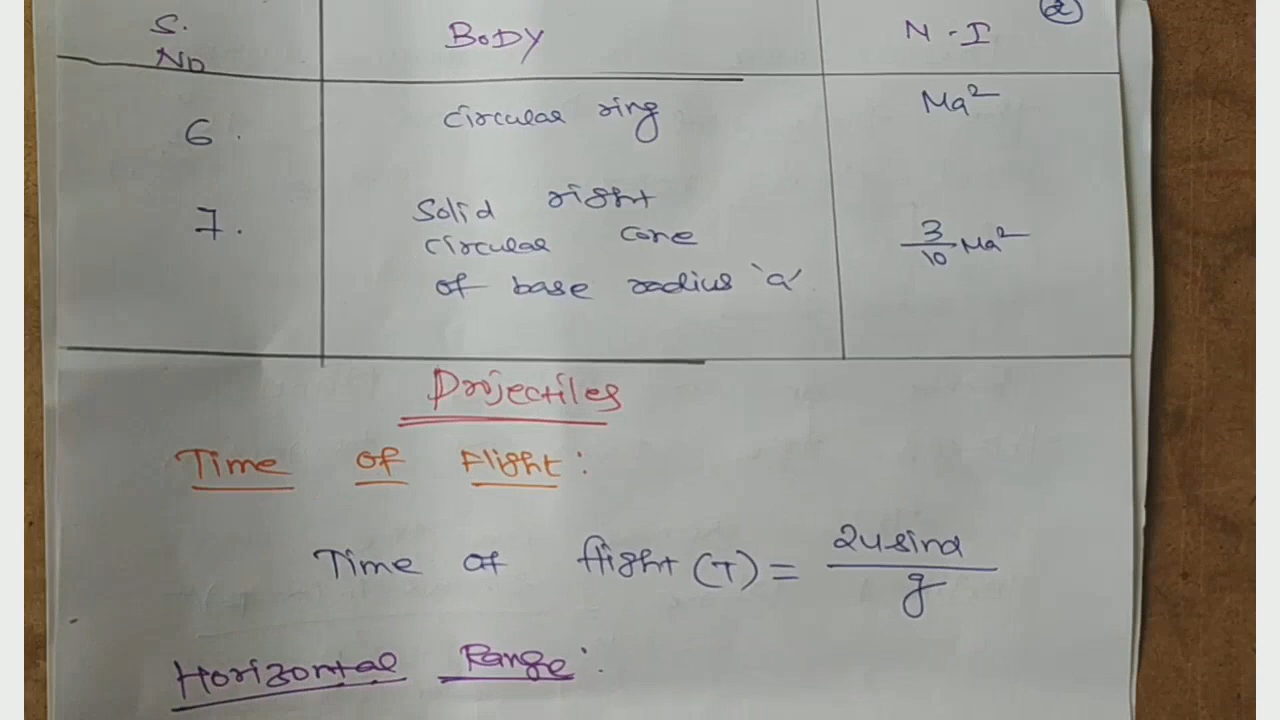 ②
S. No BODY M-I
6. Circular ring Ma²
7. Solid right
circular cone 3/10 Ma²
of base radius 'a'
Projectiles
Time of Flight:
Time of flight (T) = 2u sinα / g
Horizontal Range: